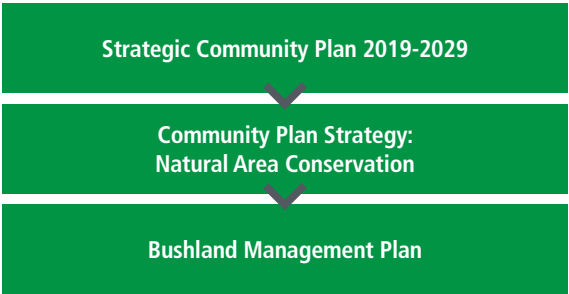 Strategic Community Plan 2019-2029
Community Plan Strategy:
Natural Area Conservation
Bushland Management Plan